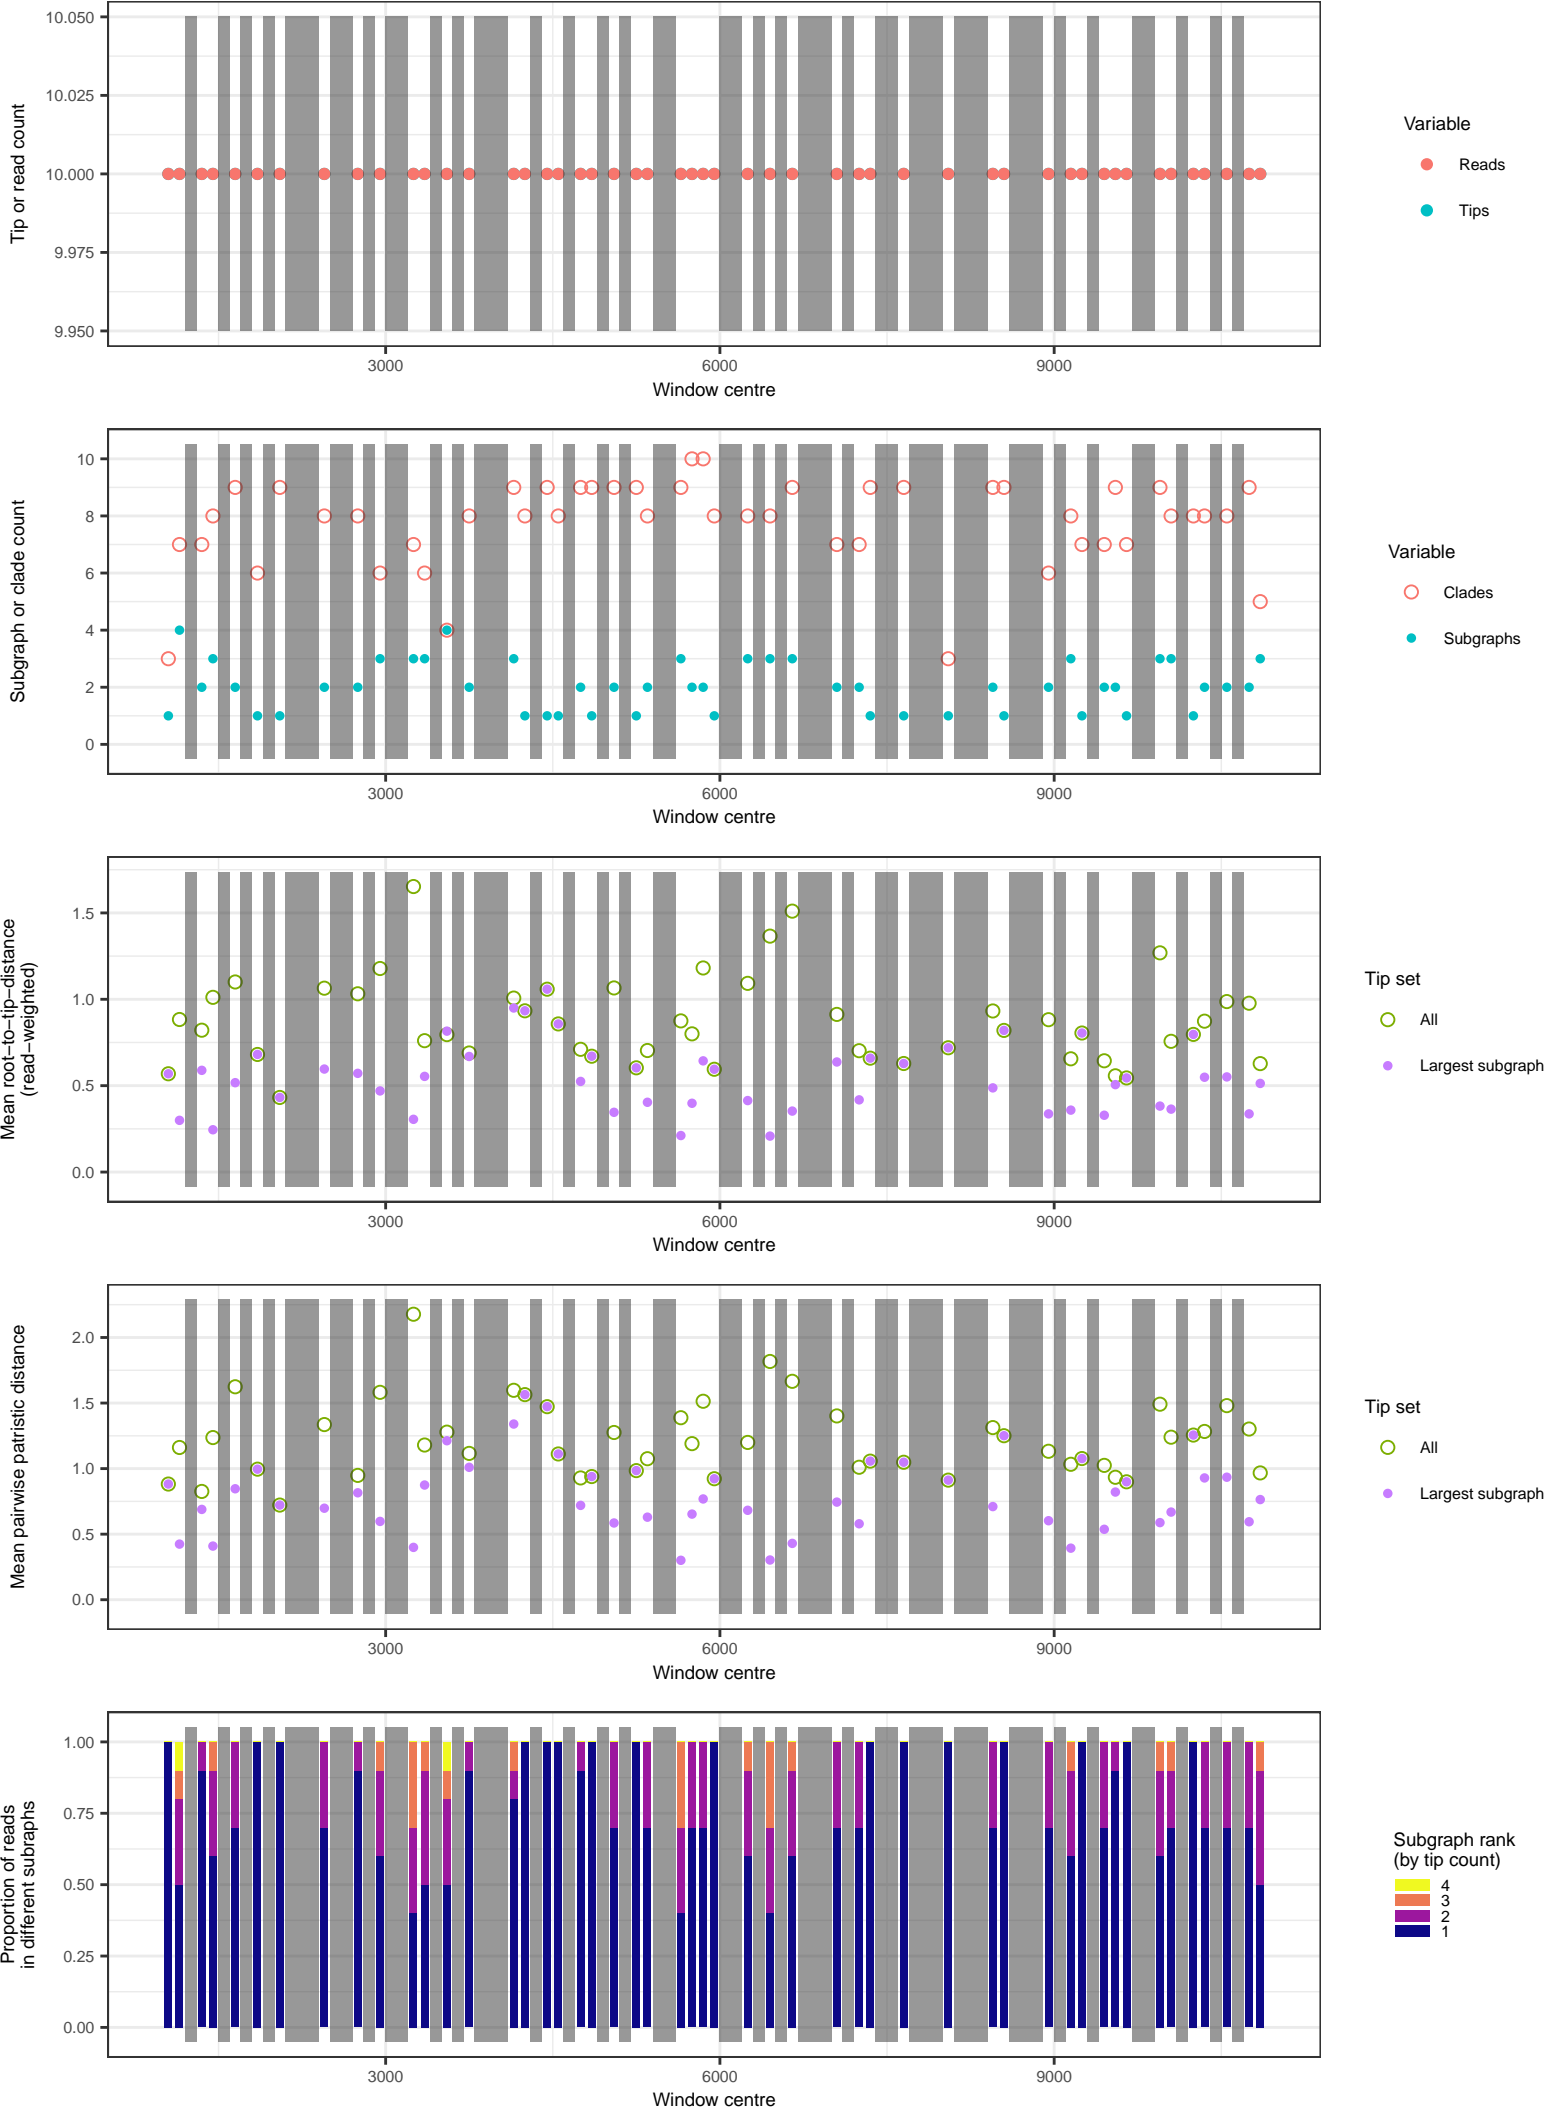 10.050
10.025
10.000
9.975
9.950
Tip or read count
3000
6000
9000
Window centre
Variable
Reads
Tips
10
8
6
4
2
0
Subgraph or clade count
3000
6000
9000
Window centre
Variable
Clades
Subgraphs
1.5
1.0
0.5
0.0
Mean root−to−tip−distance
(read−weighted)
3000
6000
9000
Window centre
Tip set
All
Largest subgraph
2.0
1.5
1.0
0.5
0.0
Mean pairwise patristic distance
3000
6000
9000
Window centre
Tip set
All
Largest subgraph
1.00
0.75
0.50
0.25
0.00
Proportion of reads
in different subraphs
3000
6000
9000
Window centre
Subgraph rank
(by tip count)
4
3
2
1